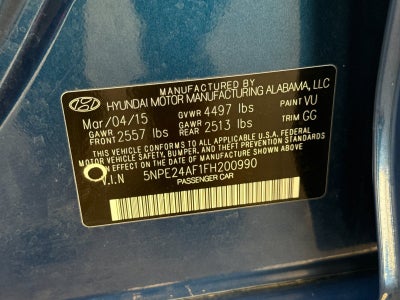 MANUFACTURED BY
HYUNDAI MOTOR MANUFACTURING ALABAMA, LLC
Mar/04/15 GVWR 4497 lbs PAINT VU
GAWR FRONT 2557 lbs GAWR REAR 2513 lbs TRIM GG
THIS VEHICLE CONFORMS TO ALL APPLICABLE U.S.A. FEDERAL
MOTOR VEHICLE SAFETY, BUMPER, AND THEFT PREVENTION STANDARDS
IN EFFECT ON THE DATE OF MANUFACTURE SHOWN ABOVE.
V.I.N 5NPE24AF1FH200990
PASSENGER CAR